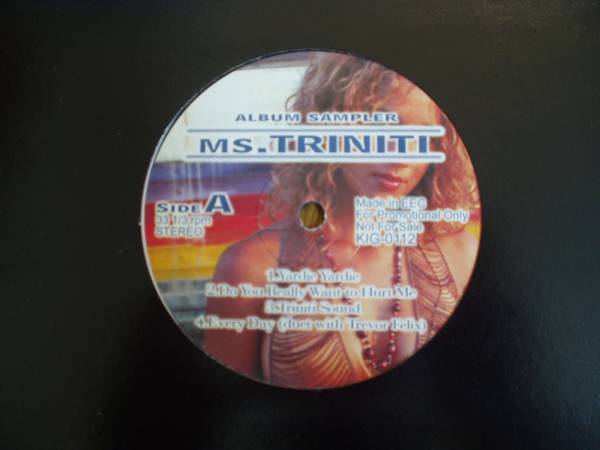 ALBUM SAMPLER
MS.TRINITI
SIDE A
33 1/3 rpm
STEREO
Made in EEC
For Promotional Only
Not For Sale
KIG-0112
1.Yardie Yardie
2.Do You Really Want to Hurt Me
3.Triniti Sound
4.Every Day (duet with Trevor Felix)